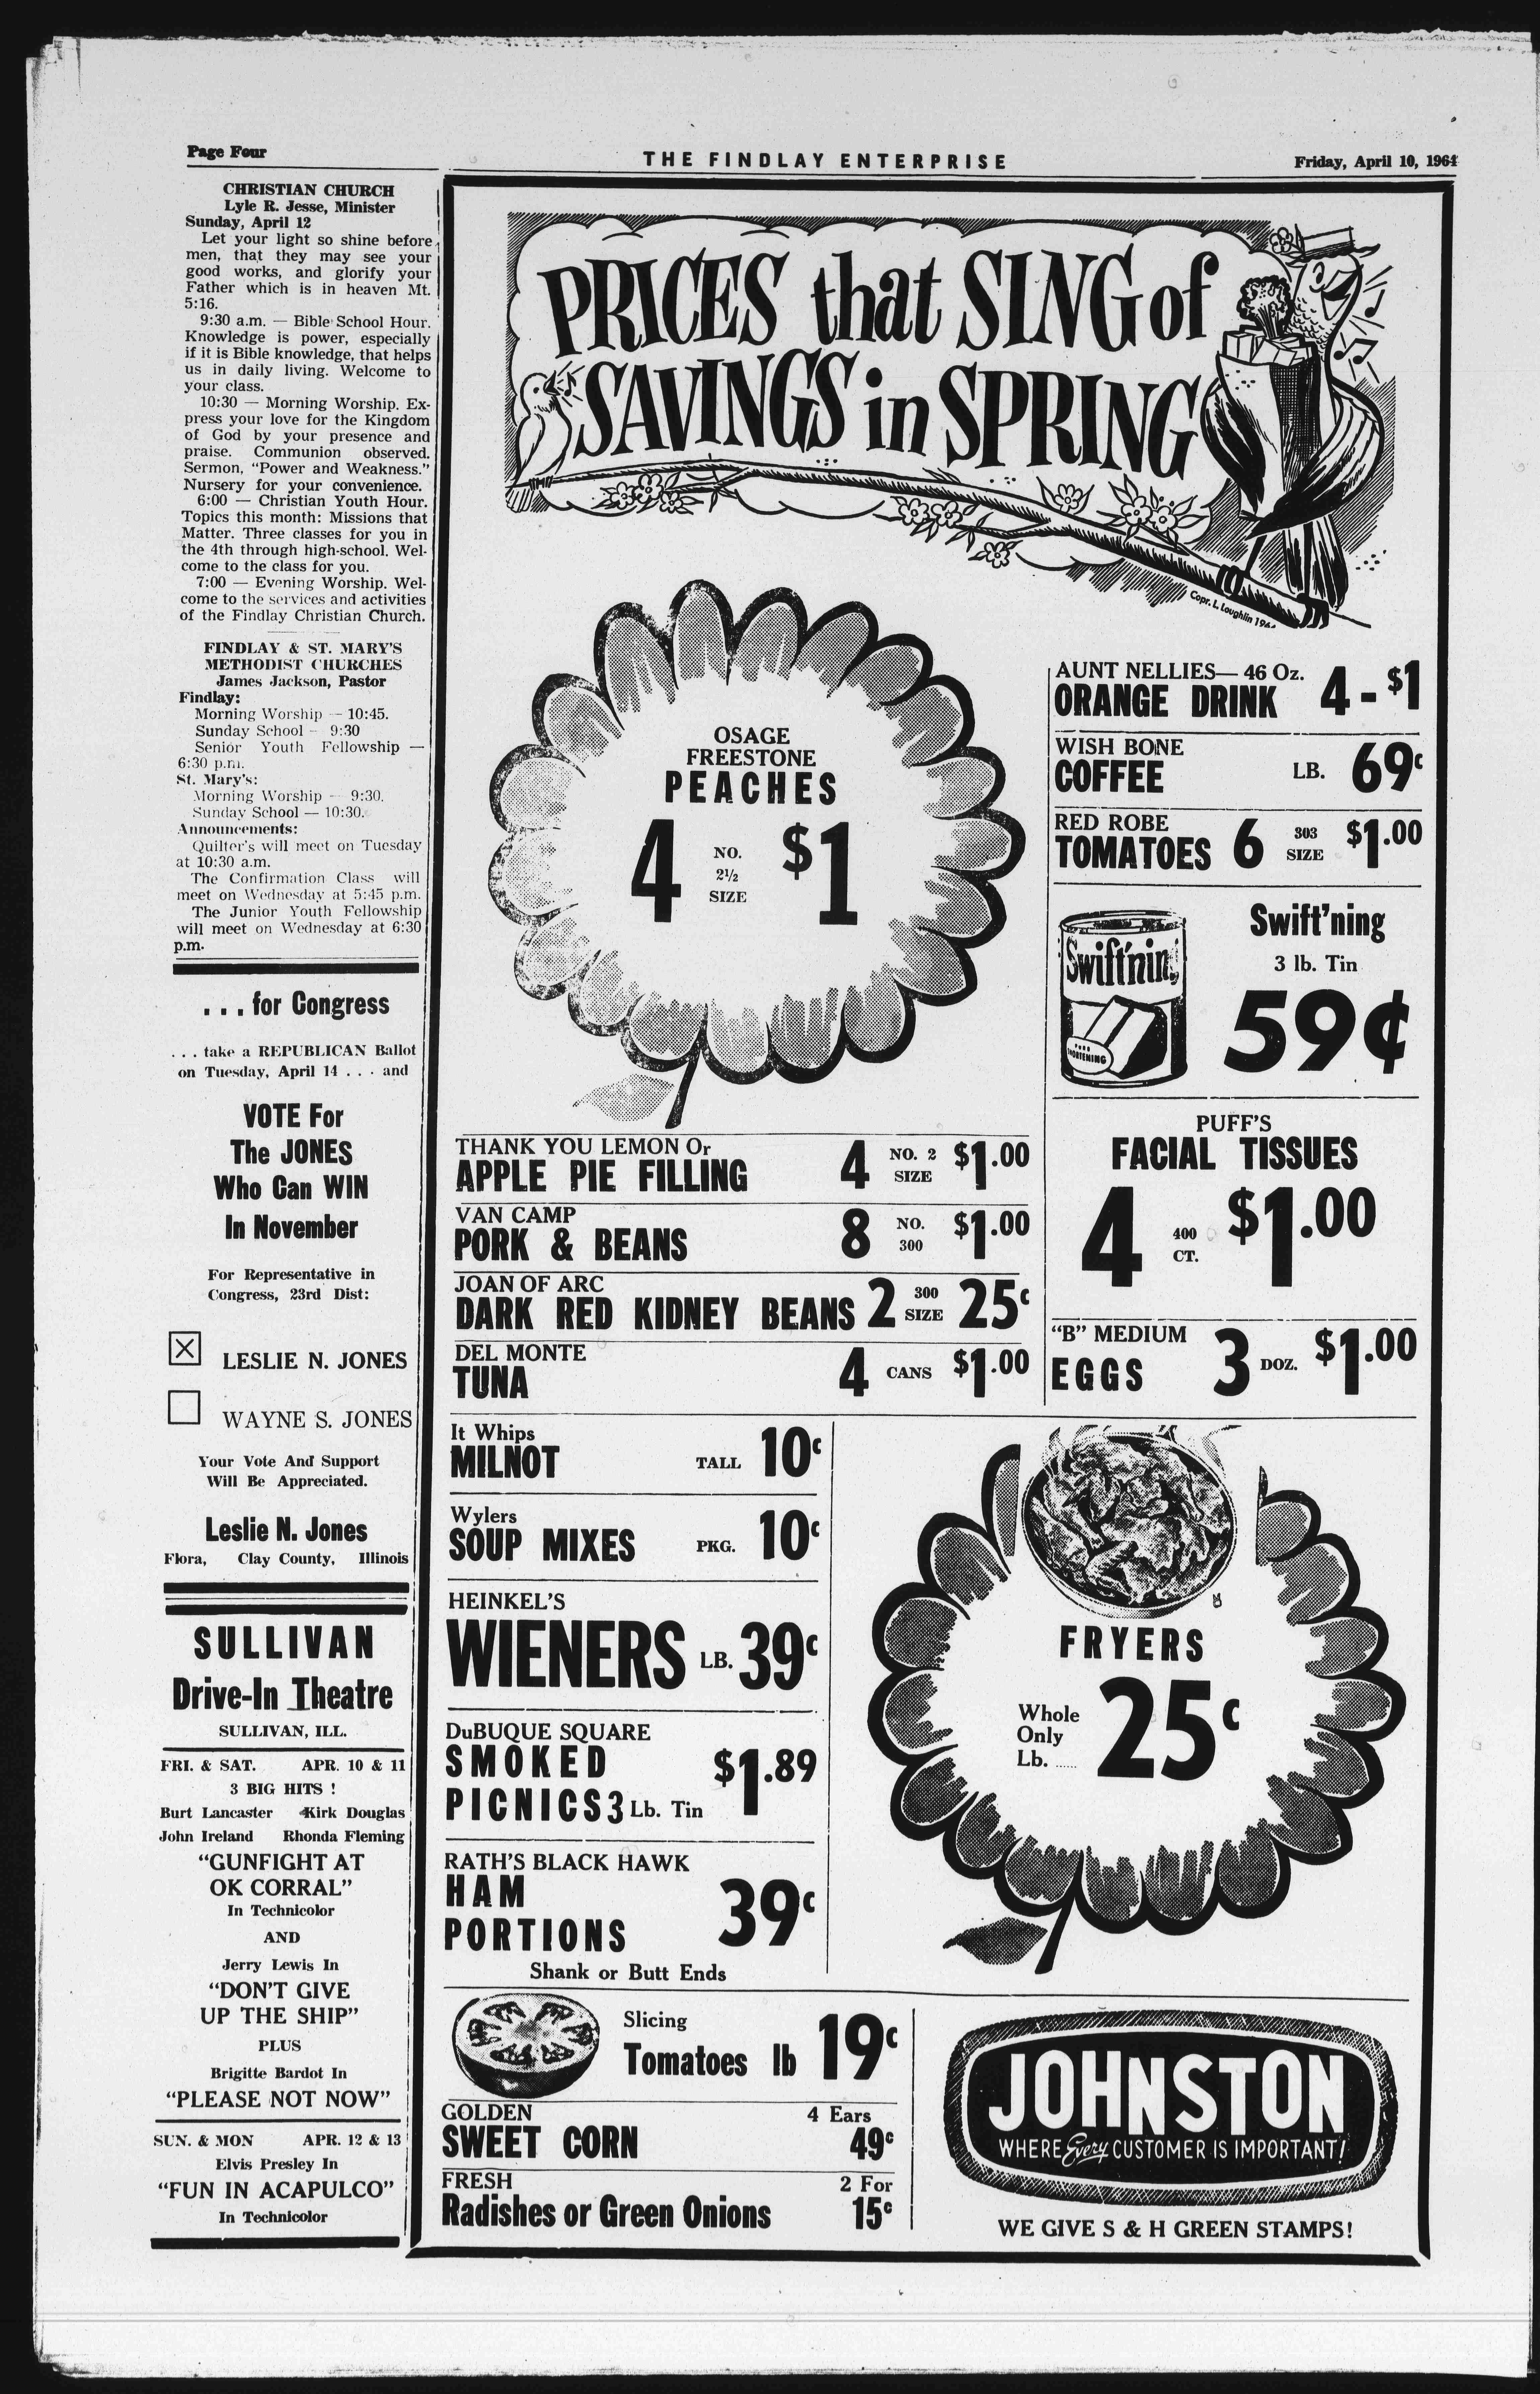 Page Four
THE FINDLAY ENTERPRISE
Friday, April 10, 1964
CHRISTIAN CHURCH
Lyle R. Jesse, Minister
Sunday, April 12
Let your light so shine before
men, that they may see your
good works, and glorify your
Father which is in heaven Mt.
5:16.
9:30 a.m. — Bible School Hour.
Knowledge is power, especially
if it is Bible knowledge, that helps
us in daily living. Welcome to
your class.
10:30 — Morning Worship. Ex-
press your love for the Kingdom
of God by your presence and
praise. Communion observed.
Sermon, "Power and Weakness."
Nursery for your convenience.
6:00 — Christian Youth Hour.
Topics this month: Missions that
Matter. Three classes for you in
the 4th through high-school. Wel-
come to the class for you.
7:00 — Evening Worship. Wel-
come to the services and activities
of the Findlay Christian Church.
FINDLAY & ST. MARY'S
METHODIST CHURCHES
James Jackson, Pastor
Findlay:
Morning Worship — 10:45.
Sunday School — 9:30
Senior Youth Fellowship —
6:30 p.m.
St. Mary's:
Morning Worship — 9:30.
Sunday School — 10:30.
Announcements:
Quilter's will meet on Tuesday
at 10:30 a.m.
The Confirmation Class will
meet on Wednesday at 5:45 p.m.
The Junior Youth Fellowship
will meet on Wednesday at 6:30
p.m.
. . . for Congress
. . . take a REPUBLICAN Ballot
on Tuesday, April 14 . . . and
VOTE For
The JONES
Who Can WIN
In November
For Representative in
Congress, 23rd Dist:
LESLIE N. JONES
WAYNE S. JONES
Your Vote And Support
Will Be Appreciated.
Leslie N. Jones
Flora, Clay County, Illinois
SULLIVAN
Drive-In Theatre
SULLIVAN, ILL.
FRI. & SAT. APR. 10 & 11
3 BIG HITS !
Burt Lancaster Kirk Douglas
John Ireland Rhonda Fleming
"GUNFIGHT AT
OK CORRAL"
In Technicolor
AND
Jerry Lewis In
"DON'T GIVE
UP THE SHIP"
PLUS
Brigitte Bardot In
"PLEASE NOT NOW"
SUN. & MON APR. 12 & 13
Elvis Presley In
"FUN IN ACAPULCO"
In Technicolor
PRICES that SING of
SAVINGS in SPRING
Copr. L. Loughlin 1964
OSAGE
FREESTONE
PEACHES
4 NO. 2½ SIZE $1
AUNT NELLIES— 46 Oz.
ORANGE DRINK 4 - $1
WISH BONE
COFFEE LB. 69c
RED ROBE
TOMATOES 6 303 SIZE $1.00
Swift'ning
3 lb. Tin
59¢
Swift'nin
PURE
SHORTENING
PUFF'S
FACIAL TISSUES
4 400 CT. $1.00
"B" MEDIUM
EGGS 3 DOZ. $1.00
THANK YOU LEMON Or
APPLE PIE FILLING 4 NO. 2 SIZE $1.00
VAN CAMP
PORK & BEANS 8 NO. 300 $1.00
JOAN OF ARC
DARK RED KIDNEY BEANS 2 300 SIZE 25c
DEL MONTE
TUNA 4 CANS $1.00
It Whips
MILNOT TALL 10c
Wylers
SOUP MIXES PKG. 10c
HEINKEL'S
WIENERS LB. 39c
DuBUQUE SQUARE
SMOKED
PICNICS 3 Lb. Tin $1.89
RATH'S BLACK HAWK
HAM
PORTIONS 39c
Shank or Butt Ends
FRYERS
Whole
Only
Lb. ...... 25c
Slicing
Tomatoes lb 19c
GOLDEN 4 Ears
SWEET CORN 49c
FRESH 2 For
Radishes or Green Onions 15c
JOHNSTON
WHERE Every CUSTOMER IS IMPORTANT!
WE GIVE S & H GREEN STAMPS!